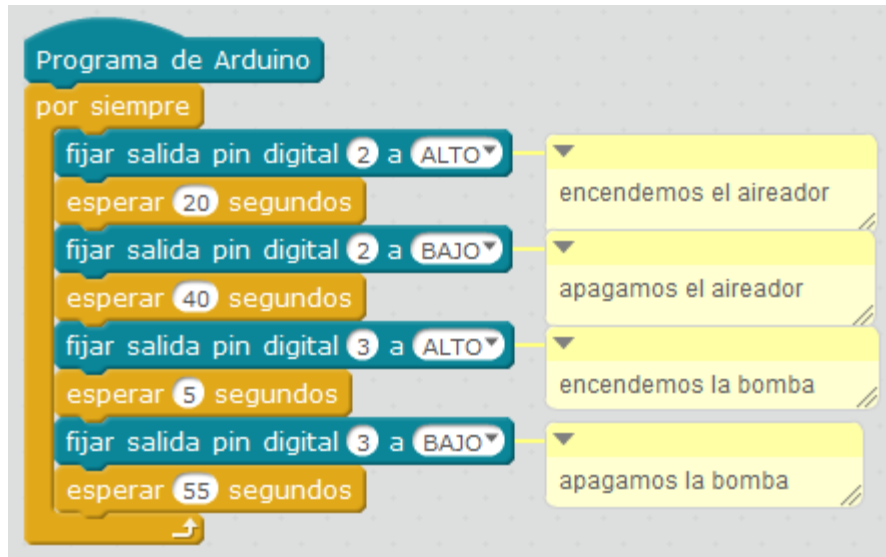 Programa de Arduino
por siempre
fijar salida pin digital 2 a ALTO
encendemos el aireador
esperar 20 segundos
fijar salida pin digital 2 a BAJO
apagamos el aireador
esperar 40 segundos
fijar salida pin digital 3 a ALTO
encendemos la bomba
esperar 5 segundos
fijar salida pin digital 3 a BAJO
apagamos la bomba
esperar 55 segundos